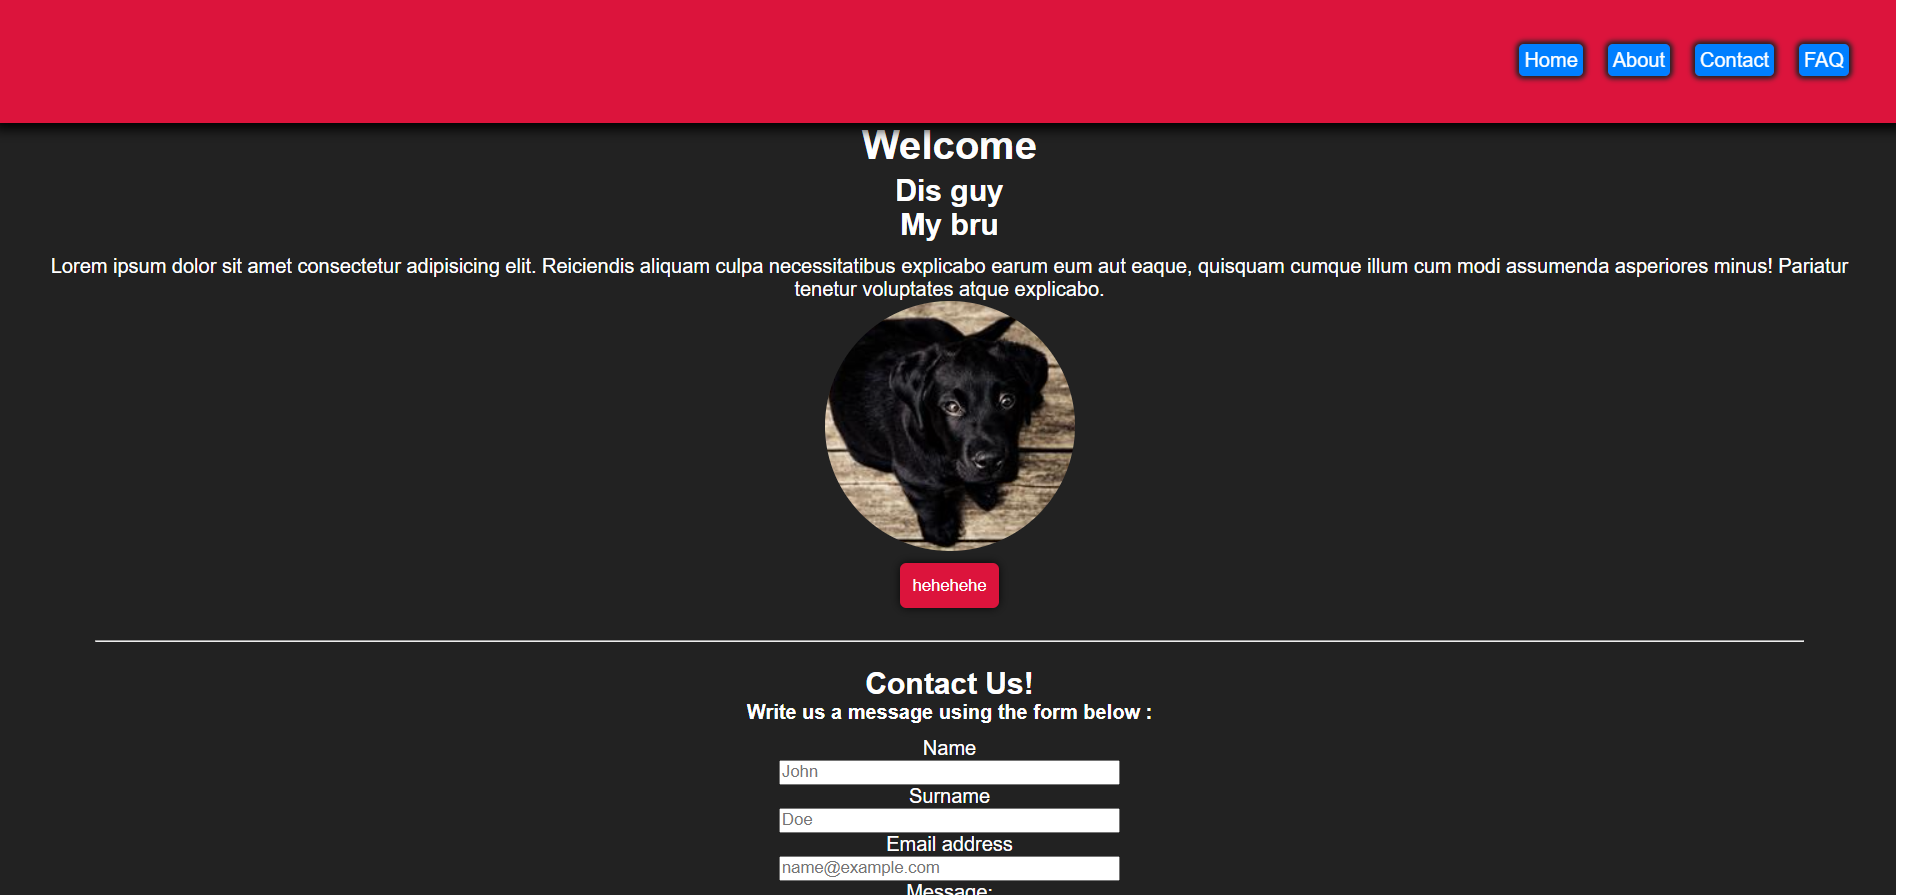 Home About Contact FAQ
Welcome
Dis guy
My bru
Lorem ipsum dolor sit amet consectetur adipisicing elit. Reiciendis aliquam culpa necessitatibus explicabo earum eum aut eaque, quisquam cumque illum cum modi assumenda asperiores minus! Pariatur
tenetur voluptates atque explicabo.
hehehehe
Contact Us!
Write us a message using the form below :
Name
John
Surname
Doe
Email address
name@example.com
Message: